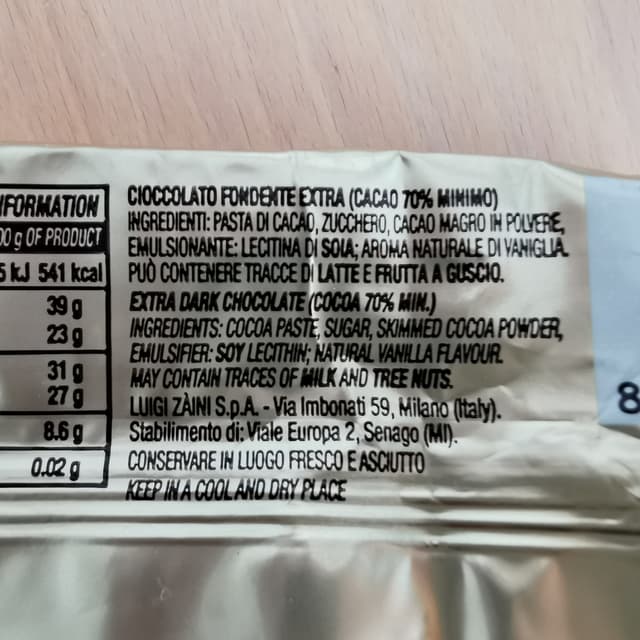 INFORMATION
00 g OF PRODUCT
5 kJ 541 kcal
39 g
23 g
31 g
27 g
8.6 g
0.02 g
CIOCCOLATO FONDENTE EXTRA (CACAO 70% MINIMO)
INGREDIENTI: PASTA DI CACAO, ZUCCHERO, CACAO MAGRO IN POLVERE,
EMULSIONANTE: LECITINA DI SOIA; AROMA NATURALE DI VANIGLIA.
PUÒ CONTENERE TRACCE DI LATTE E FRUTTA A GUSCIO.
EXTRA DARK CHOCOLATE (COCOA 70% MIN.)
INGREDIENTS: COCOA PASTE, SUGAR, SKIMMED COCOA POWDER,
EMULSIFIER: SOY LECITHIN; NATURAL VANILLA FLAVOUR.
MAY CONTAIN TRACES OF MILK AND TREE NUTS.
LUIGI ZÀINI S.p.A. - Via Imbonati 59, Milano (Italy).
Stabilimento di: Viale Europa 2, Senago (MI).
CONSERVARE IN LUOGO FRESCO E ASCIUTTO
KEEP IN A COOL AND DRY PLACE
8